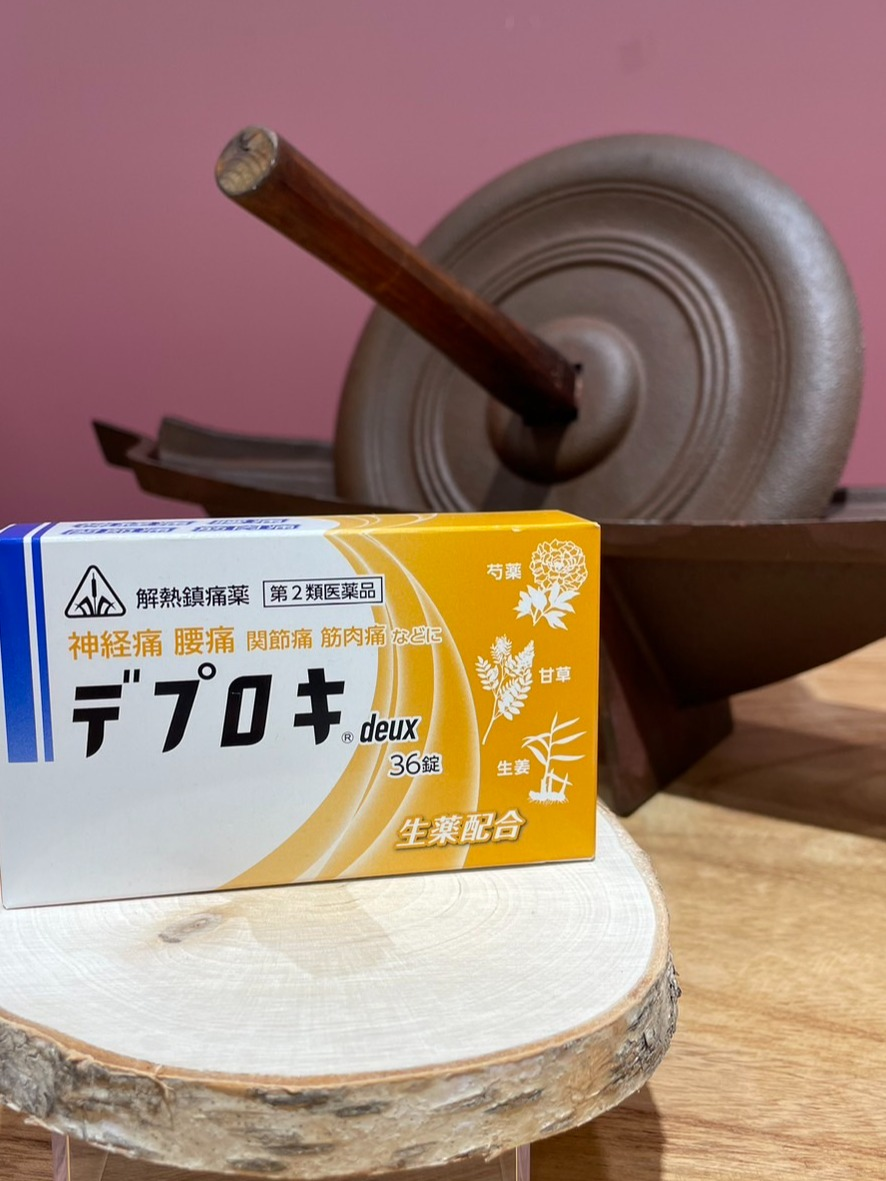 解熱鎮痛薬 第2類医薬品
神経痛 腰痛 関節痛 筋肉痛 などに
デプロキ® deux
36錠
芍薬
甘草
生姜
生薬配合